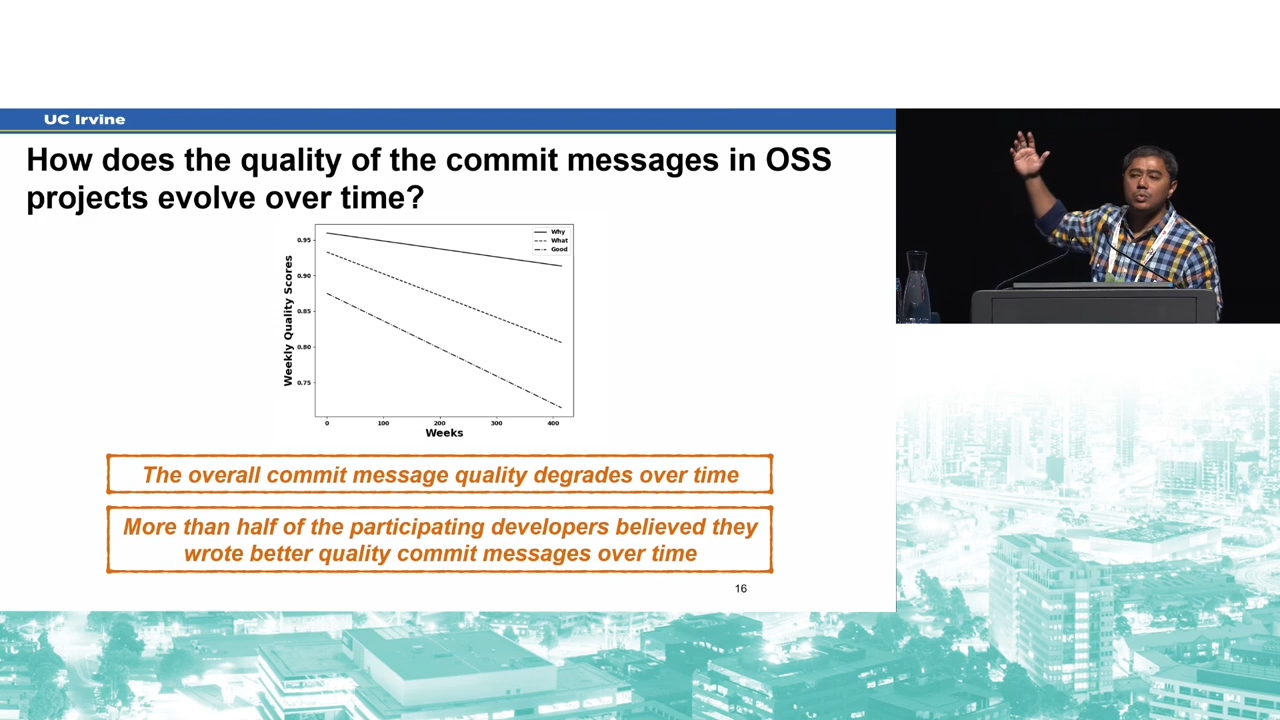 UC Irvine
How does the quality of the commit messages in OSS
projects evolve over time?
Why
What
Good
0.95
0.90
0.85
0.80
0.75
Weekly Quality Scores
0
100
200
300
400
Weeks
The overall commit message quality degrades over time
More than half of the participating developers believed they
wrote better quality commit messages over time
16